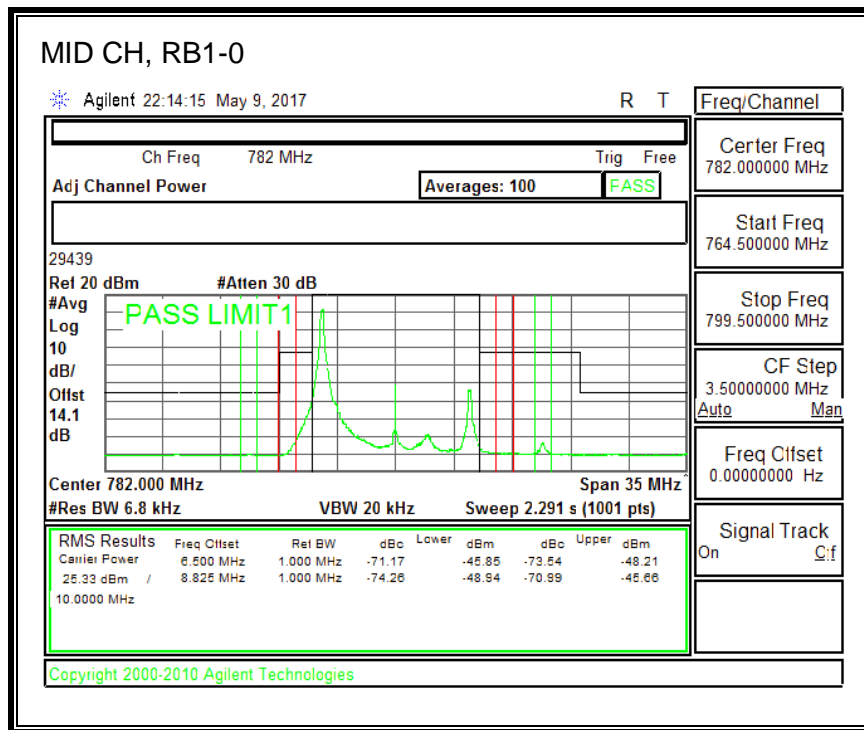 MID CH, RB1-0
Agilent 22:14:15 May 9, 2017 R T
Ch Freq 782 MHz Trig Free
Adj Channel Power Averages: 100 PASS
29439
Ref 20 dBm #Atten 30 dB
#Avg
Log
10
dB/
Offst
14.1
dB
PASS LIMIT1
Center 782.000 MHz Span 35 MHz^
#Res BW 6.8 kHz VBW 20 kHz Sweep 2.291 s (1001 pts)
RMS Results Freq Offset Ref BW dBc Lower dBm dBc Upper dBm
Carrier Power 6.500 MHz 1.000 MHz -71.17 -45.85 -73.54 -48.21
25.33 dBm / 8.825 MHz 1.000 MHz -74.26 -48.94 -70.99 -45.66
10.0000 MHz
Copyright 2000-2010 Agilent Technologies
Freq/Channel
Center Freq
782.000000 MHz
Start Freq
764.500000 MHz
Stop Freq
799.500000 MHz
CF Step
3.50000000 MHz
Auto Man
Freq Offset
0.00000000 Hz
Signal Track
On Off